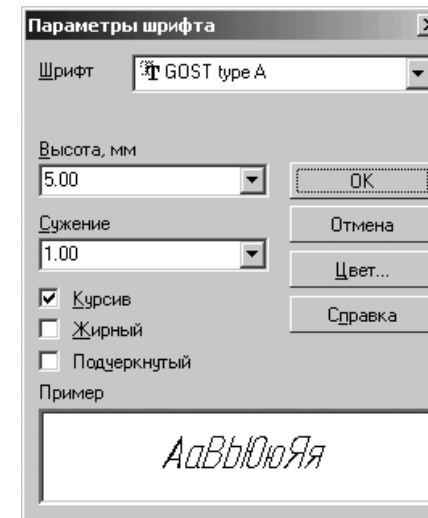 Параметры шрифта
Шрифт
GOST type A
Высота, мм
5.00
OK
Сужение
Отмена
1.00
Цвет...
Курсив
Справка
Жирный
Подчеркнутый
Пример
АаВЫЮюЯя